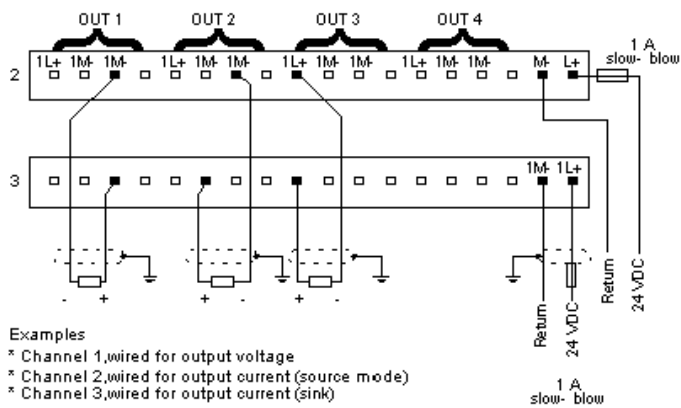 OUT 1 OUT 2 OUT 3 OUT 4
1 A
slow- blow
1L+ 1M- 1M- 1L+ 1M- 1M- 1L+ 1M- 1M- 1L+ 1M- 1M- M- L+
2
3
1M- 1L+
- + + - + -
Return
24 VDC
Return
24 VDC
Examples
* Channel 1,wired for output voltage
* Channel 2,wired for output current (source mode)
* Channel 3,wired for output current (sink)
1 A
slow- blow